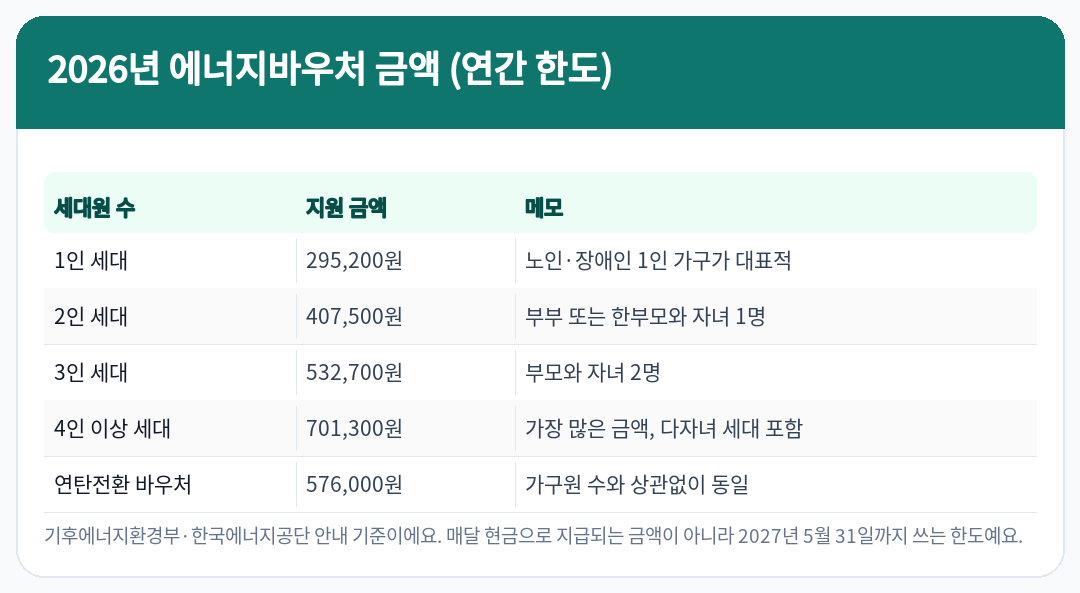 2026년 에너지바우처 금액 (연간 한도)
세대원 수 지원 금액 메모
1인 세대 295,200원 노인·장애인 1인 가구가 대표적
2인 세대 407,500원 부부 또는 한부모와 자녀 1명
3인 세대 532,700원 부모와 자녀 2명
4인 이상 세대 701,300원 가장 많은 금액, 다자녀 세대 포함
연탄전환 바우처 576,000원 가구원 수와 상관없이 동일
기후에너지환경부·한국에너지공단 안내 기준이에요. 매달 현금으로 지급되는 금액이 아니라 2027년 5월 31일까지 쓰는 한도예요.